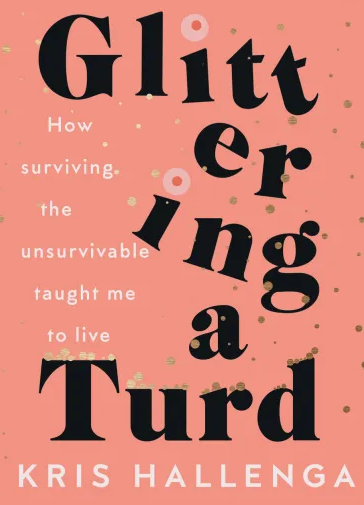 Glitt
er
ing
a
Turd
How
surviving
the
unsurvivable
taught me
to live
KRIS HALLENGA